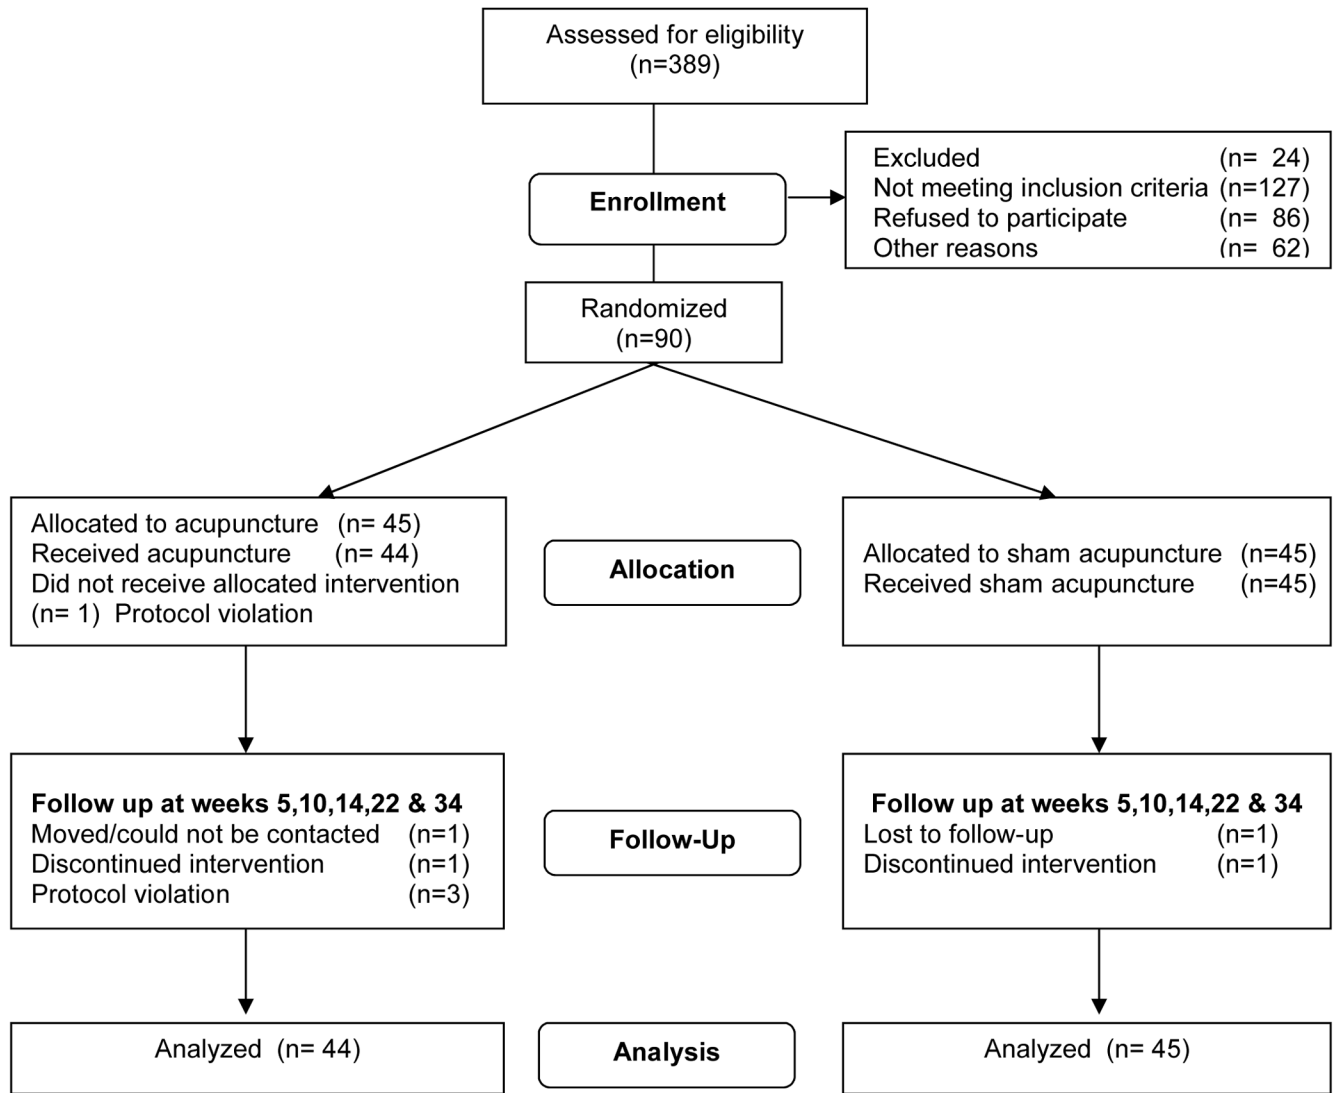 Assessed for eligibility
(n=389)
Enrollment
Excluded (n= 24)
Not meeting inclusion criteria (n=127)
Refused to participate (n= 86)
Other reasons (n= 62)
Randomized
(n=90)
Allocated to acupuncture (n= 45)
Received acupuncture (n= 44)
Did not receive allocated intervention
(n= 1) Protocol violation
Allocation
Allocated to sham acupuncture (n=45)
Received sham acupuncture (n=45)
Follow up at weeks 5,10,14,22 & 34
Moved/could not be contacted (n=1)
Discontinued intervention (n=1)
Protocol violation (n=3)
Follow-Up
Follow up at weeks 5,10,14,22 & 34
Lost to follow-up (n=1)
Discontinued intervention (n=1)
Analyzed (n= 44)
Analysis
Analyzed (n= 45)